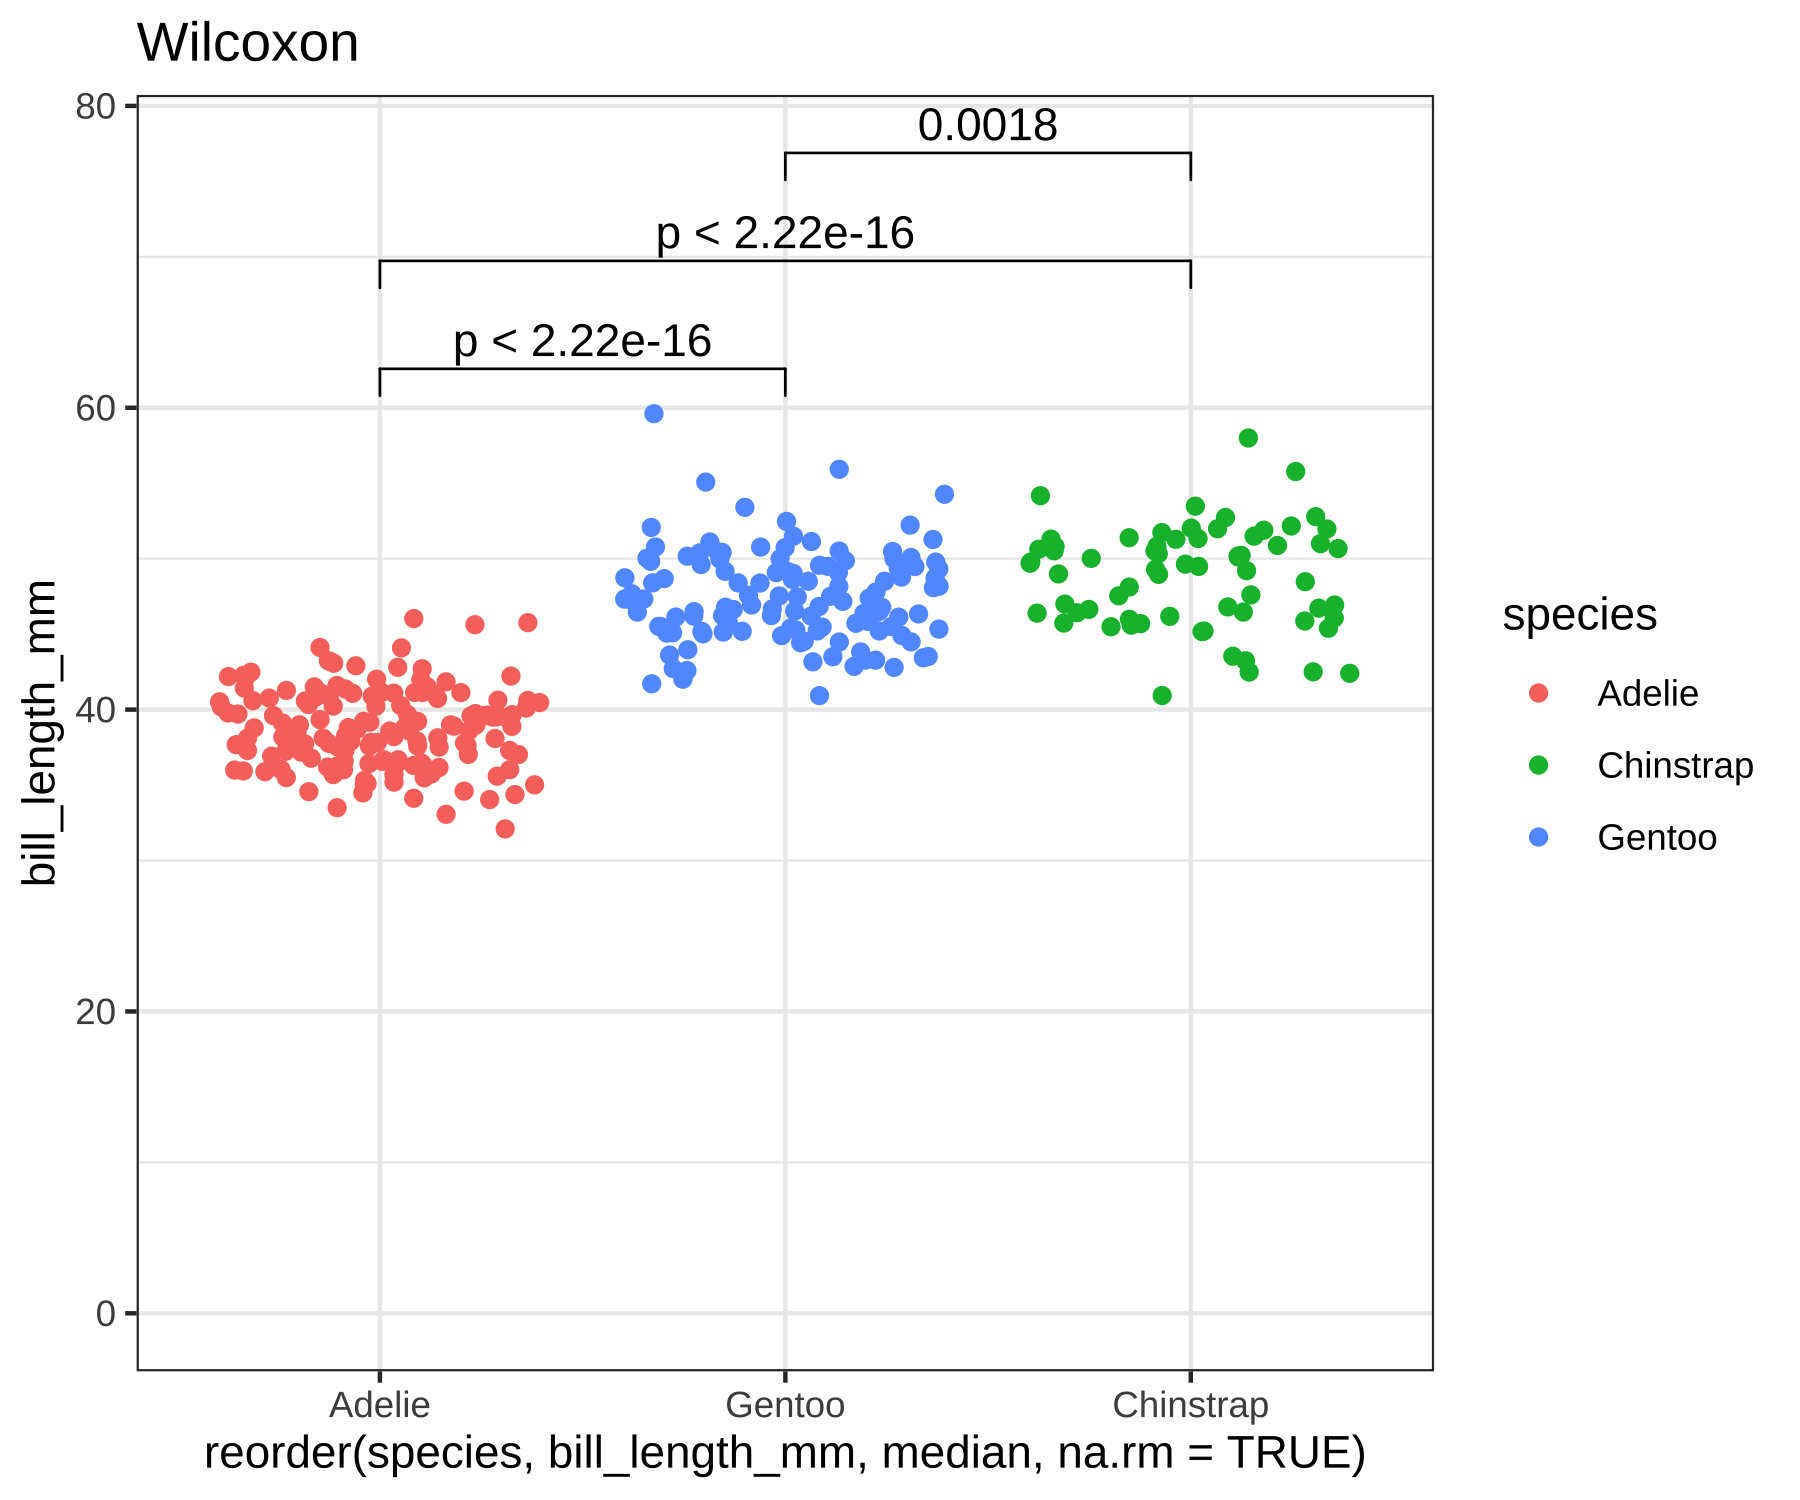 Wilcoxon
80
0.0018
p < 2.22e-16
p < 2.22e-16
60
40
20
0
bill_length_mm
Adelie
Gentoo
Chinstrap
reorder(species, bill_length_mm, median, na.rm = TRUE)
species
Adelie
Chinstrap
Gentoo